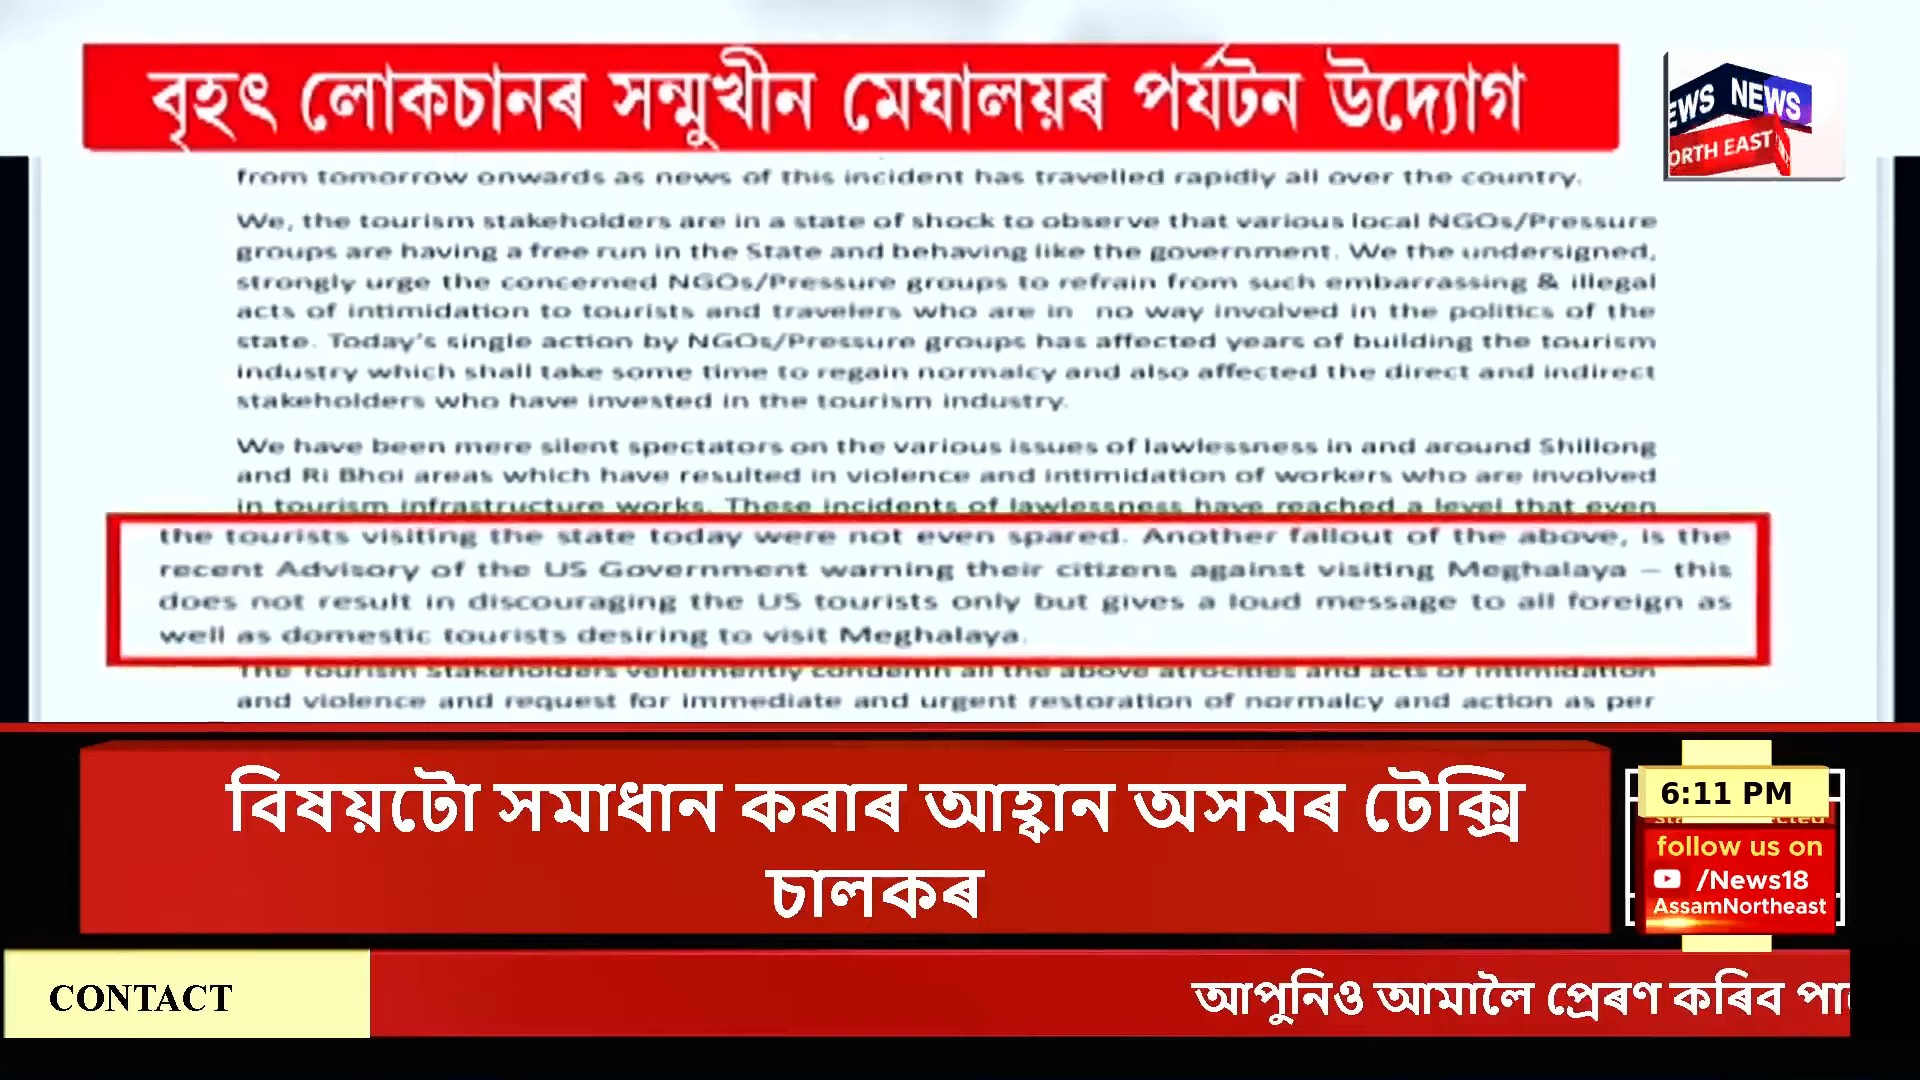 বৃহৎ লোকচানৰ সন্মুখীন মেঘালয়ৰ পৰ্যটন উদ্যোগ
EWS NEWS
ORTH EAST
from tomorrow onwards as news of this incident has travelled rapidly all over the country.
We, the tourism stakeholders are in a state of shock to observe that various local NGOs/Pressure
groups are having a free run in the State and behaving like the government. We the undersigned,
strongly urge the concerned NGOs/Pressure groups to refrain from such embarrassing & illegal
acts of intimidation to tourists and travelers who are in no way involved in the politics of the
state. Today's single action by NGOs/Pressure groups has affected years of building the tourism
industry which shall take some time to regain normalcy and also affected the direct and indirect
stakeholders who have invested in the tourism industry.
We have been mere silent spectators on the various issues of lawlessness in and around Shillong
and Ri Bhoi areas which have resulted in violence and intimidation of workers who are involved
in tourism infrastructure works. These incidents of lawlessness have reached a level that even
the tourists visiting the state today were not even spared. Another fallout of the above, is the
recent Advisory of the US Government warning their citizens against visiting Meghalaya – this
does not result in discouraging the US tourists only but gives a loud message to all foreign as
well as domestic tourists desiring to visit Meghalaya.
The Tourism Stakeholders vehemently condemn all the above atrocities and acts of intimidation
and violence and request for immediate and urgent restoration of normalcy and action as per
বিষয়টো সমাধান কৰাৰ আহ্বান অসমৰ টেক্সি
চালকৰ
6:11 PM
follow us on
/News18
AssamNortheast
CONTACT
আপুনিও আমালৈ প্ৰেৰণ কৰিব